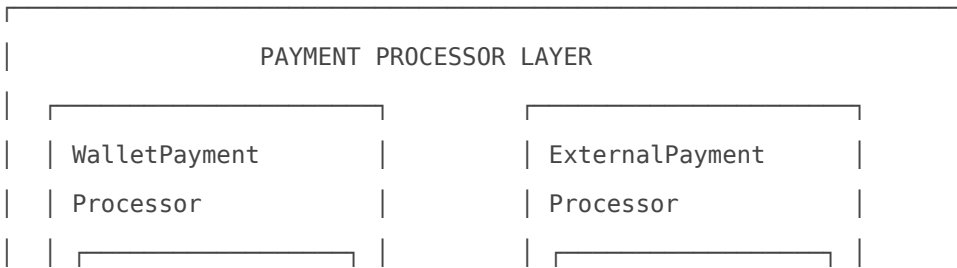 PAYMENT PROCESSOR LAYER
WalletPayment ExternalPayment
Processor Processor